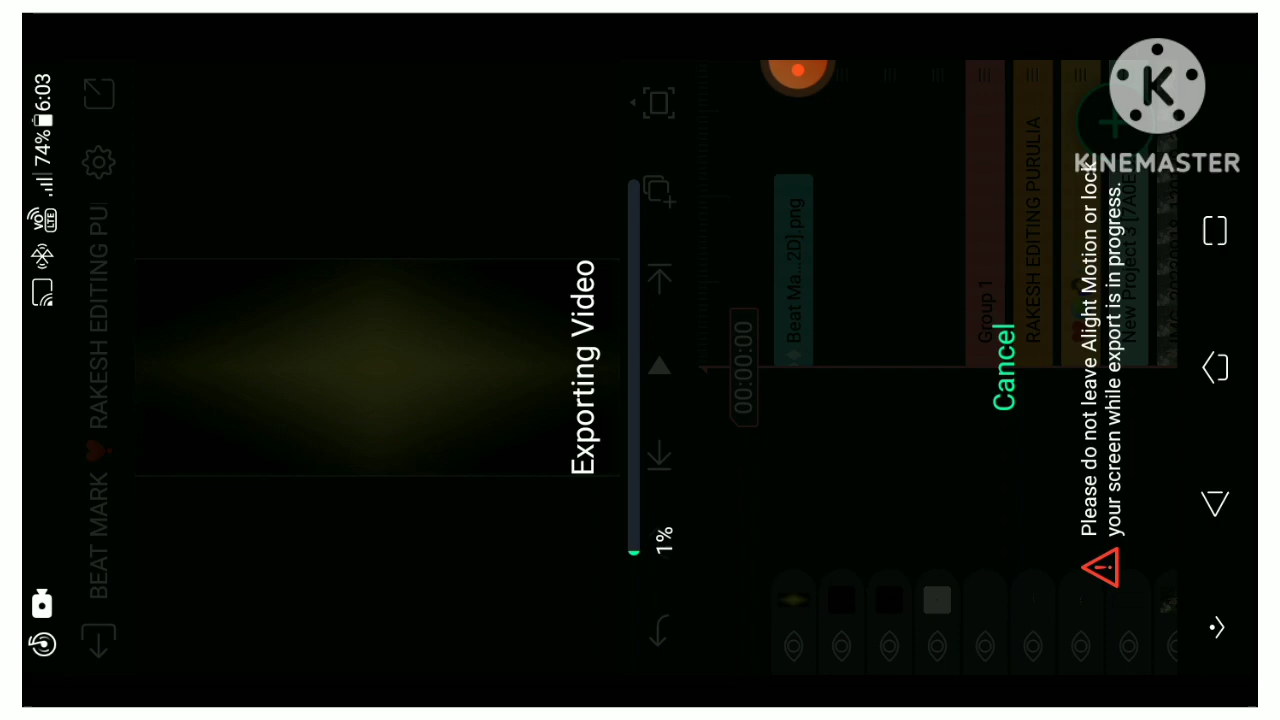 74% 6:03
VO
LTE
BEAT MARK RAKESH EDITING PU
Exporting Video
1%
00:00:00
Beat Ma...2D].png
Group 1
RAKESH EDITING PURULIA
Cancel
Please do not leave Alight Motion or lock
your screen while export is in progress.
K
KINEMASTER